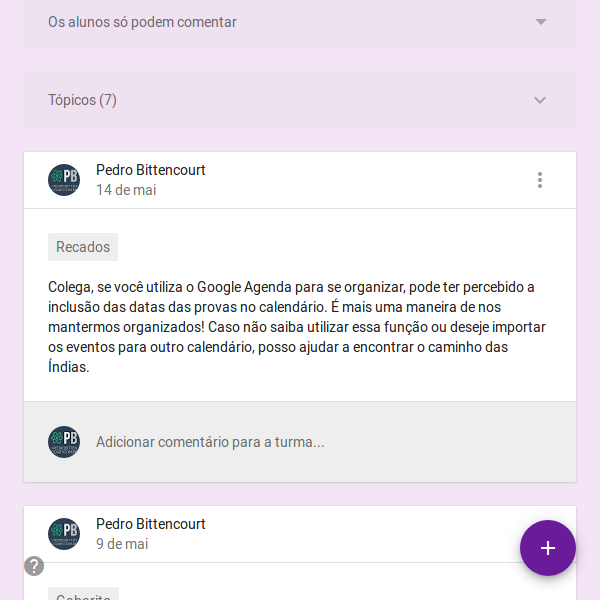 Os alunos só podem comentar
Tópicos (7)
PB
Pedro Bittencourt
14 de mai
Recados
Colega, se você utiliza o Google Agenda para se organizar, pode ter percebido a
inclusão das datas das provas no calendário. É mais uma maneira de nos
mantermos organizados! Caso não saiba utilizar essa função ou deseje importar
os eventos para outro calendário, posso ajudar a encontrar o caminho das
Índias.
PB
Adicionar comentário para a turma...
PB
Pedro Bittencourt
9 de mai
?
+
Gabarito